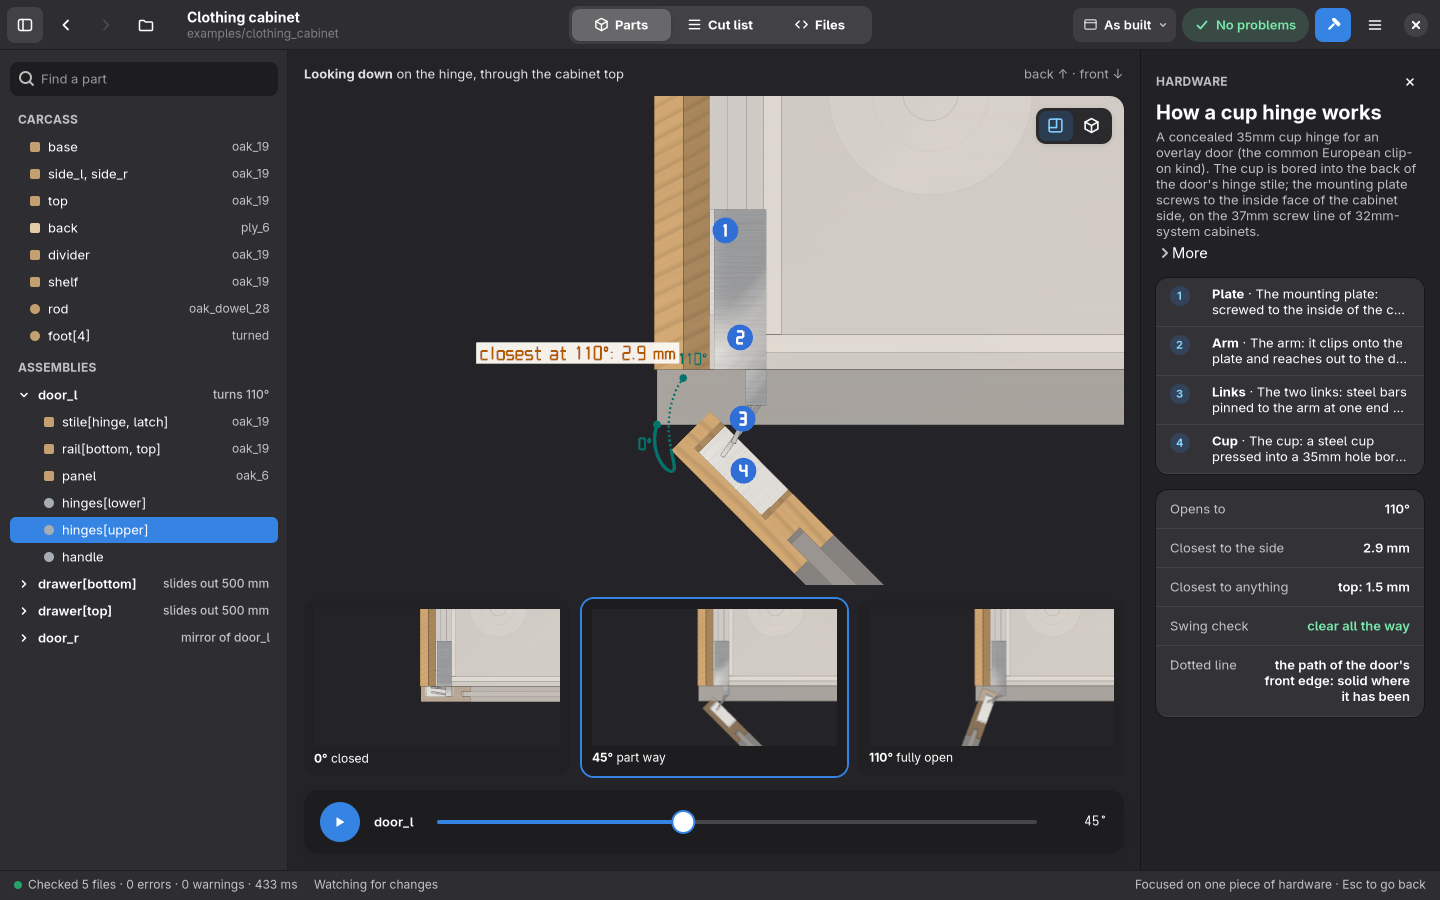 Clothing cabinet
examples/clothing_cabinet
Parts
Cut list
Files
As built
No problems
Find a part
CARCASS
base oak_19
side_l, side_r oak_19
top oak_19
back ply_6
divider oak_19
shelf oak_19
rod oak_dowel_28
foot[4] turned
ASSEMBLIES
door_l turns 110°
stile[hinge, latch] oak_19
rail[bottom, top] oak_19
panel oak_6
hinges[lower]
hinges[upper]
handle
drawer[bottom] slides out 500 mm
drawer[top] slides out 500 mm
door_r mirror of door_l
Looking down on the hinge, through the cabinet top
back ↑ · front ↓
1
2
closest at 110°: 2.9 mm
110°
3
0°
4
0° closed
45° part way
110° fully open
door_l
45°
HARDWARE
How a cup hinge works
A concealed 35mm cup hinge for an
overlay door (the common European clip-
on kind). The cup is bored into the back of
the door's hinge stile; the mounting plate
screws to the inside face of the cabinet
side, on the 37mm screw line of 32mm-
system cabinets.
More
1 Plate · The mounting plate:
screwed to the inside of the c...
2 Arm · The arm: it clips onto the
plate and reaches out to the d...
3 Links · The two links: steel bars
pinned to the arm at one end ...
4 Cup · The cup: a steel cup
pressed into a 35mm hole bor...
Opens to 110°
Closest to the side 2.9 mm
Closest to anything top: 1.5 mm
Swing check clear all the way
Dotted line the path of the door's
front edge: solid where
it has been
Checked 5 files · 0 errors · 0 warnings · 433 ms
Watching for changes
Focused on one piece of hardware · Esc to go back